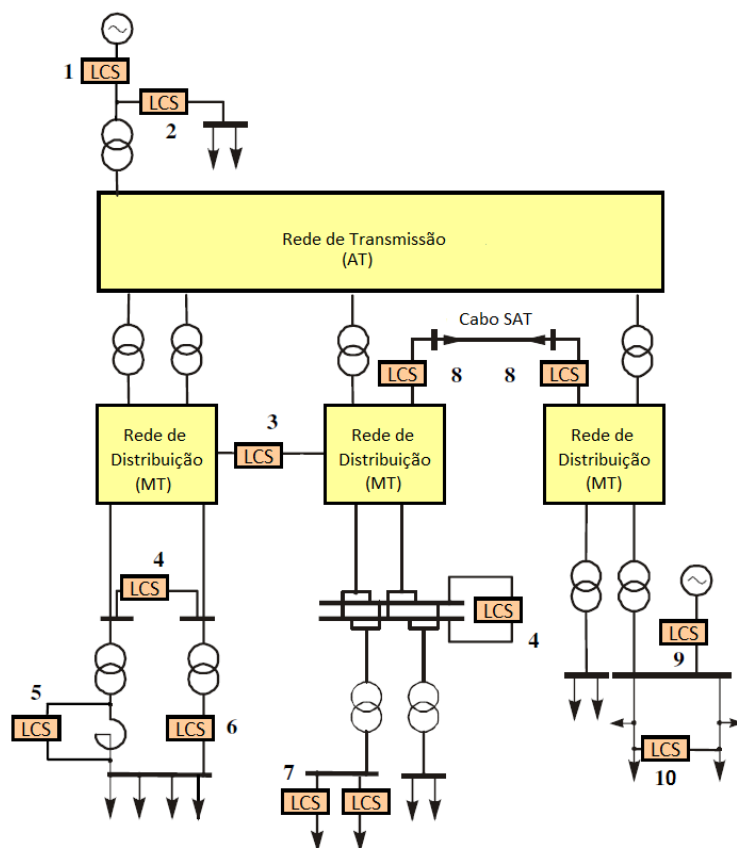 1
LCS
LCS
2
Rede de Transmissão
(AT)
Cabo SAT
LCS
8
8
LCS
3
Rede de
Distribuição
(MT)
LCS
Rede de
Distribuição
(MT)
Rede de
Distribuição
(MT)
4
LCS
LCS
4
LCS
9
5
LCS
LCS
6
7
LCS
LCS
LCS
10